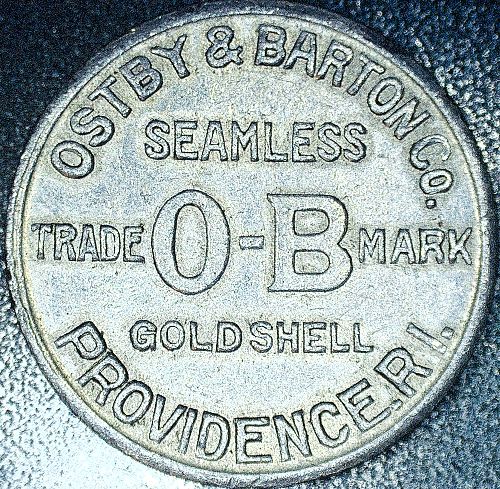 OSTBY & BARTON CO.
SEAMLESS
TRADE O-B MARK
GOLD SHELL
PROVIDENCE.R.I.